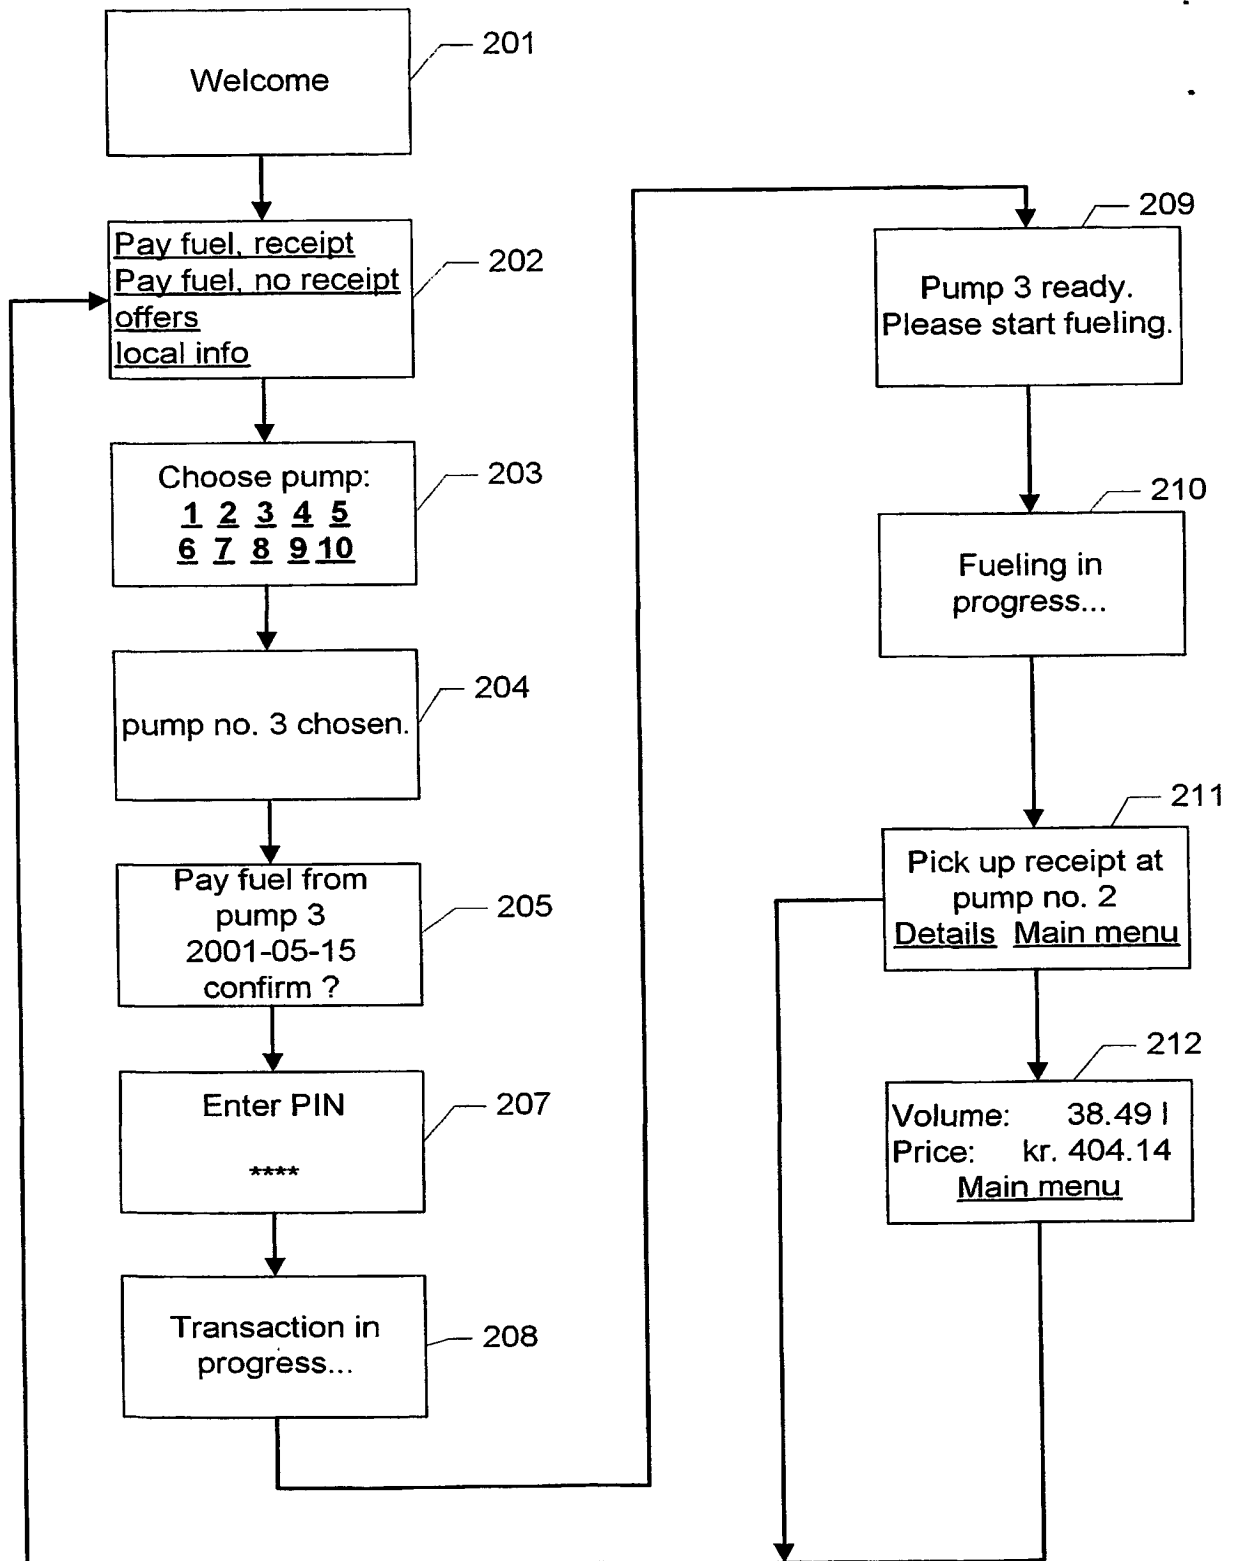 Welcome
201
Pay fuel, receipt
Pay fuel, no receipt
offers
local info
202
Choose pump:
1 2 3 4 5
6 7 8 9 10
203
pump no. 3 chosen.
204
Pay fuel from
pump 3
2001-05-15
confirm ?
205
Enter PIN
****
207
Transaction in
progress...
208
Pump 3 ready.
Please start fueling.
209
Fueling in
progress...
210
Pick up receipt at
pump no. 2
Details Main menu
211
Volume: 38.49 l
Price: kr. 404.14
Main menu
212